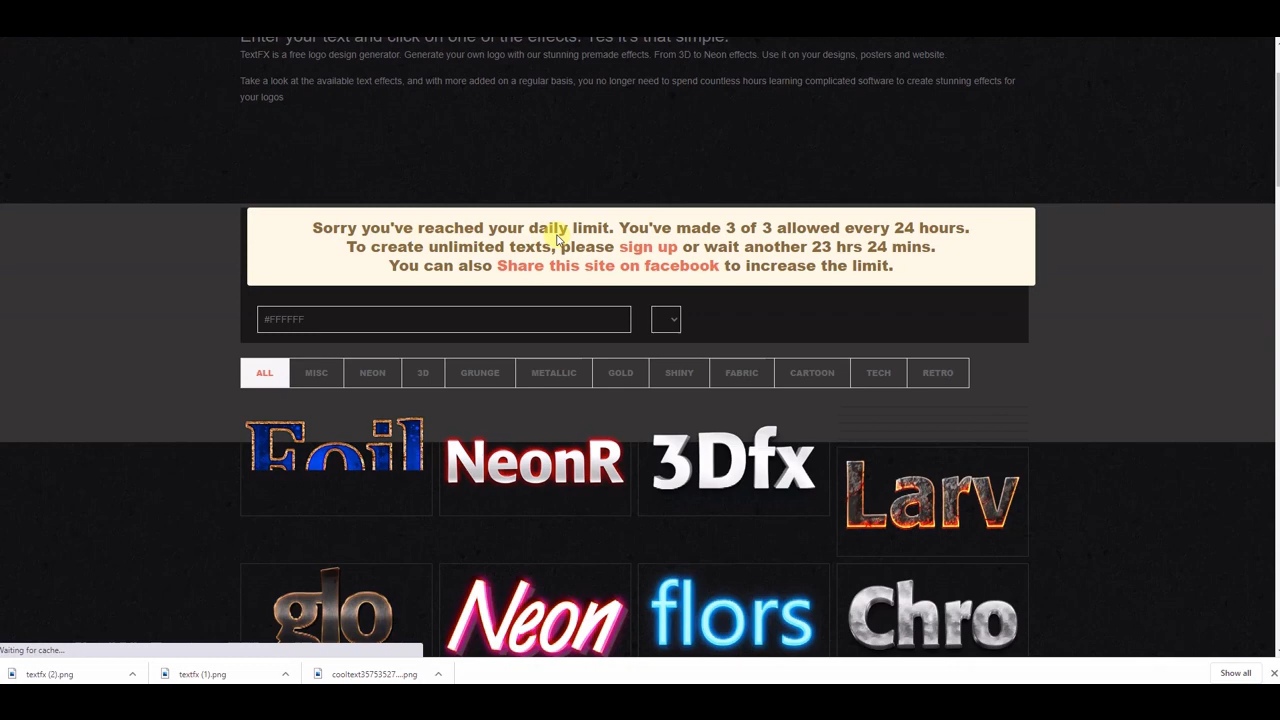 Enter your text and click on one of the effects. Yes it's that simple.
TextFX is a free logo design generator. Generate your own logo with our stunning premade effects. From 3D to Neon effects. Use it on your designs, posters and website.
Take a look at the available text effects, and with more added on a regular basis, you no longer need to spend countless hours learning complicated software to create stunning effects for
your logos
Sorry you've reached your daily limit. You've made 3 of 3 allowed every 24 hours.
To create unlimited texts, please sign up or wait another 23 hrs 24 mins.
You can also Share this site on facebook to increase the limit.
#FFFFFF
ALL MISC NEON 3D GRUNGE METALLIC GOLD SHINY FABRIC CARTOON TECH RETRO
Foil NeonR 3Dfx Larv
glo Neon flors Chro
Waiting for cache...
textfx (2).png textfx (1).png cooltext35753527....png Show all